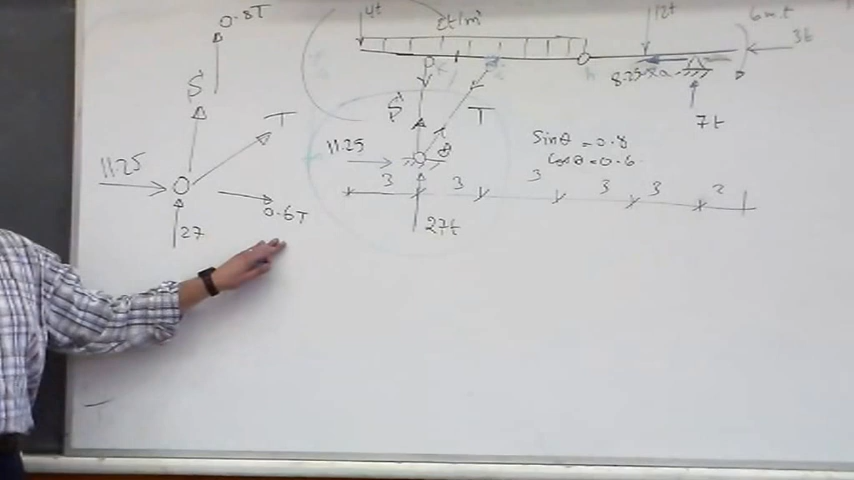 0.8T
S
T
11.25
0.6T
27
4t
2t/m'
12t
6 m.t
3t
S
T
θ
11.25
7t
Sinθ = 0.8
Cosθ = 0.6
3 3 3 3 3 2
27t